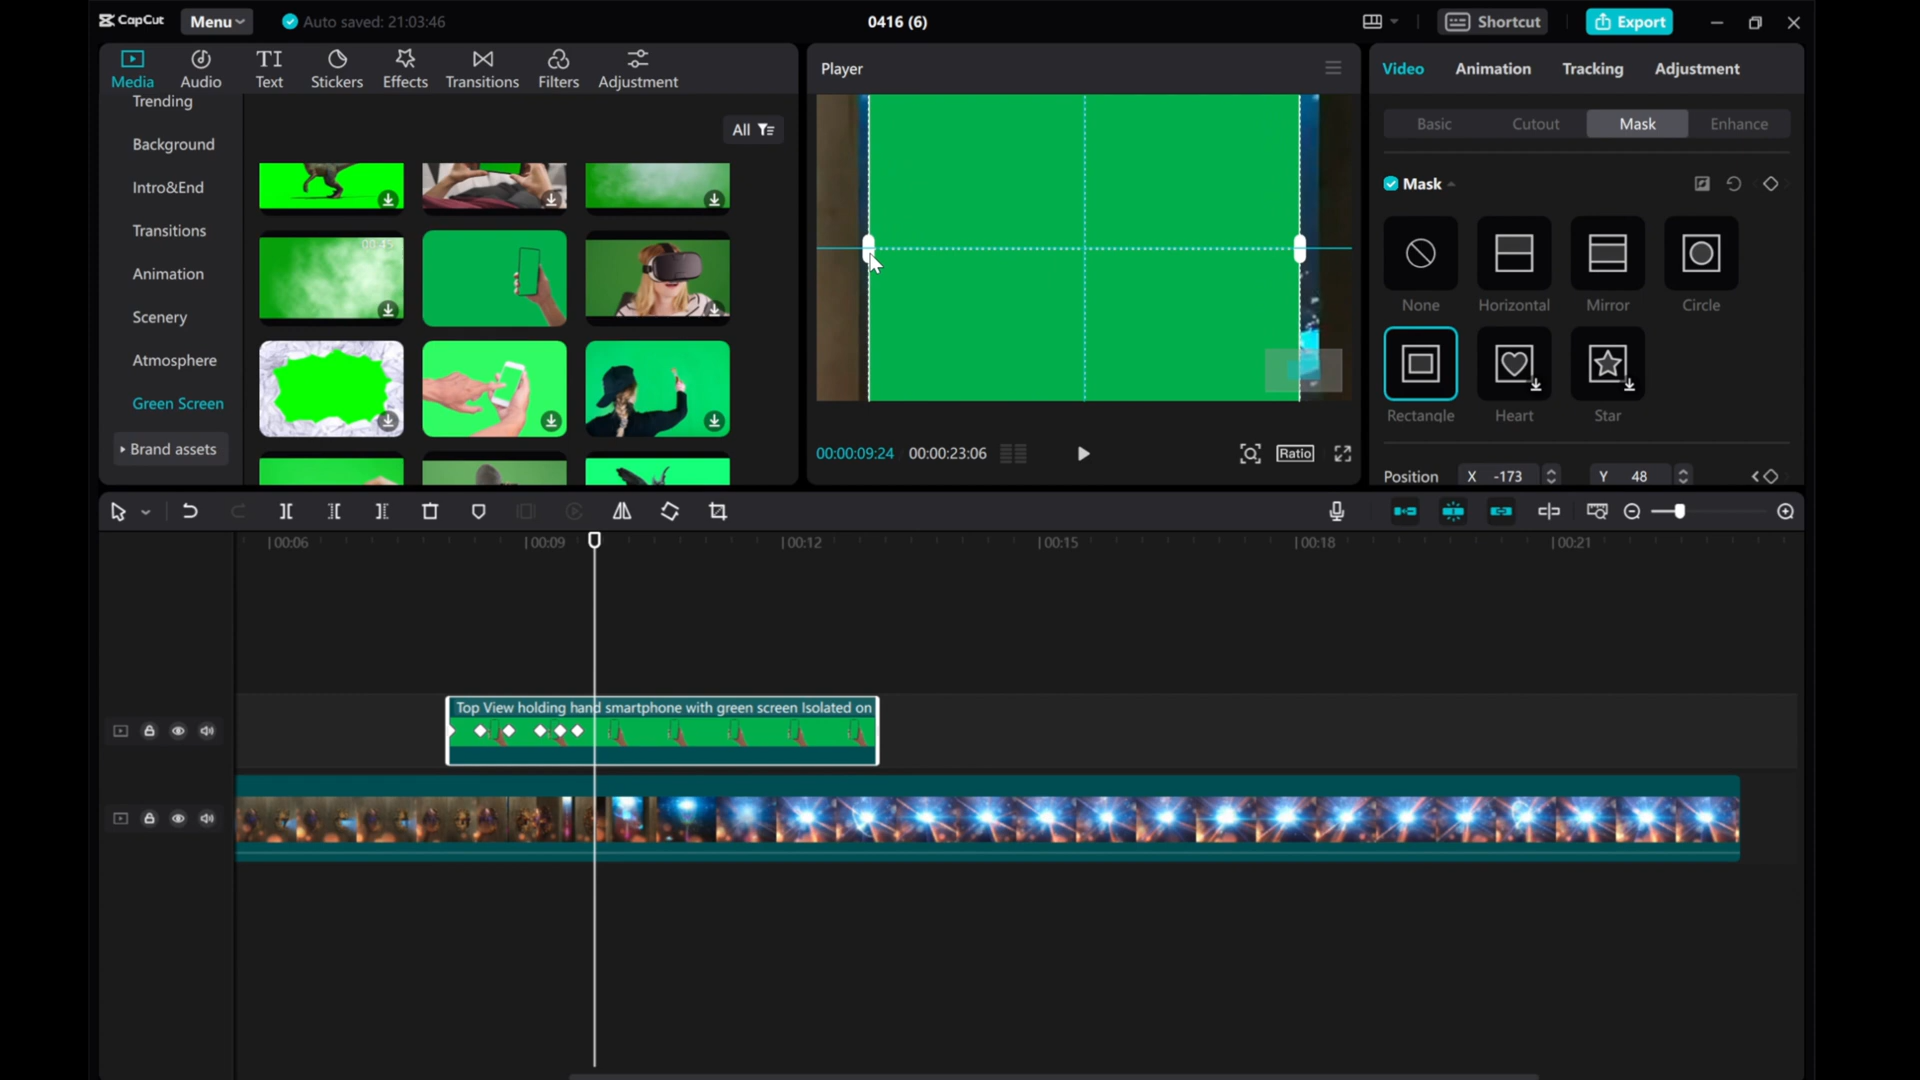 CapCut
Menu
Auto saved: 21:03:46
0416 (6)
Shortcut
Export
Media
Audio
Text
Stickers
Effects
Transitions
Filters
Adjustment
Player
Video
Animation
Tracking
Adjustment
Trending
Background
Intro&End
Transitions
Animation
Scenery
Atmosphere
Green Screen
Brand assets
All
Basic
Cutout
Mask
Enhance
Mask
None
Horizontal
Mirror
Circle
Rectangle
Heart
Star
Position
X -173
Y 48
00:00:09:24
00:00:23:06
Ratio
00:06
00:09
00:12
00:15
00:18
00:21
Top View holding hand smartphone with green screen Isolated on